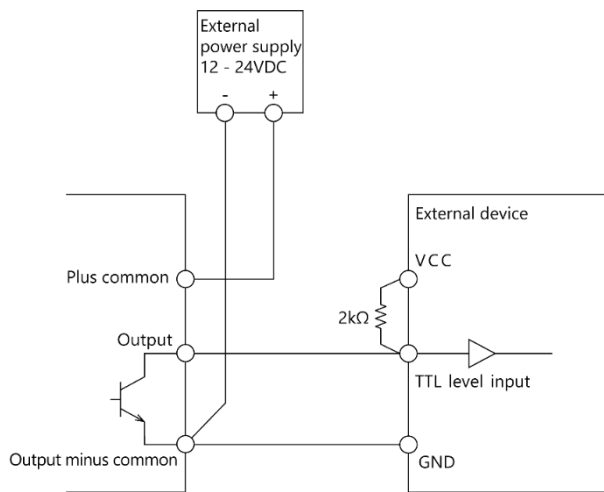 External
power supply
12 - 24VDC
- +
External device
Plus common
VCC
2kΩ
Output
TTL level input
Output minus common
GND